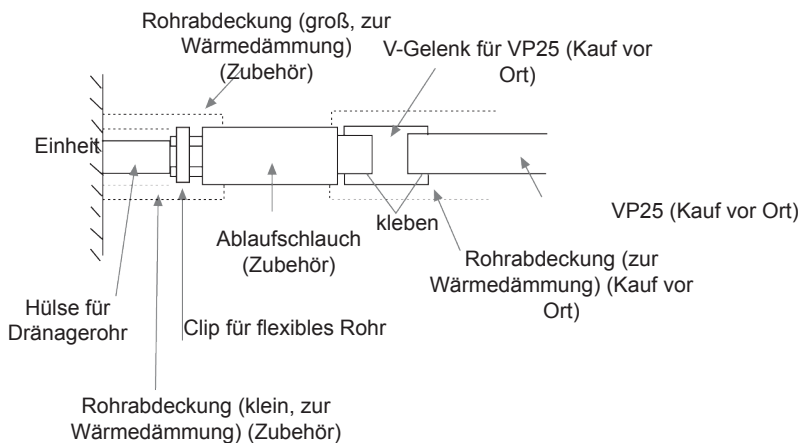 Rohrabdeckung (groß, zur
Wärmedämmung)
(Zubehör)
V-Gelenk für VP25 (Kauf vor
Ort)
Einheit
kleben
VP25 (Kauf vor Ort)
Ablaufschlauch
(Zubehör)
Rohrabdeckung (zur
Wärmedämmung) (Kauf vor
Ort)
Hülse für
Dränagerohr
Clip für flexibles Rohr
Rohrabdeckung (klein, zur
Wärmedämmung) (Zubehör)